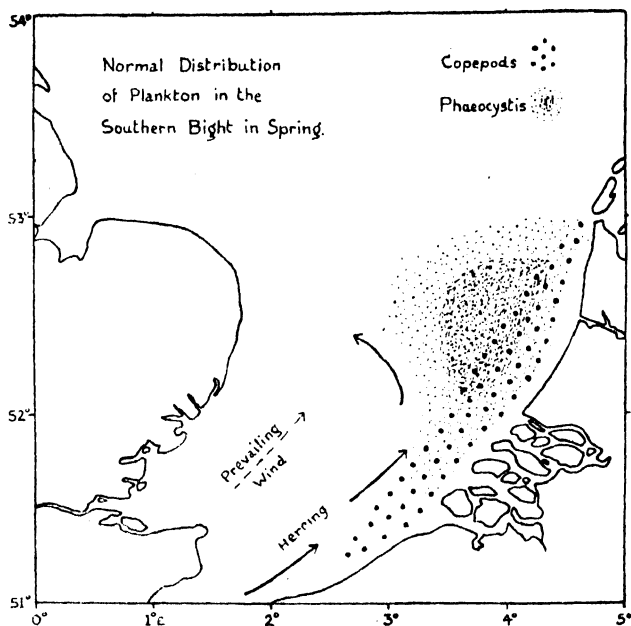 54°
Normal Distribution
of Plankton in the
Southern Bight in Spring.
Copepods
Phaeocystis
53°
52°
Prevailing
Wind
Herring
51°
0°
1°E
2°
3°
4°
5°